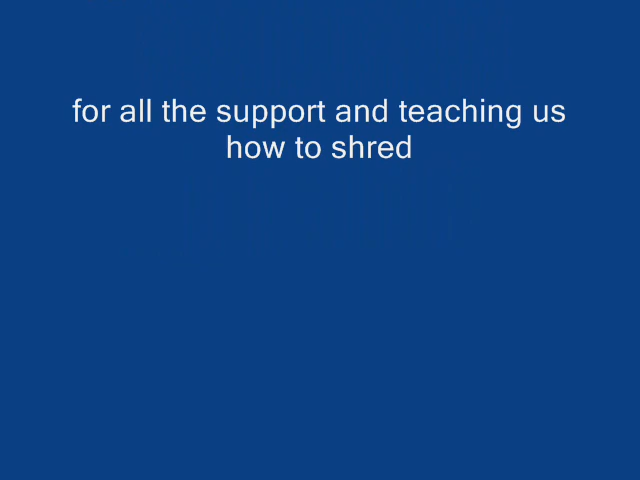 for all the support and teaching us
how to shred